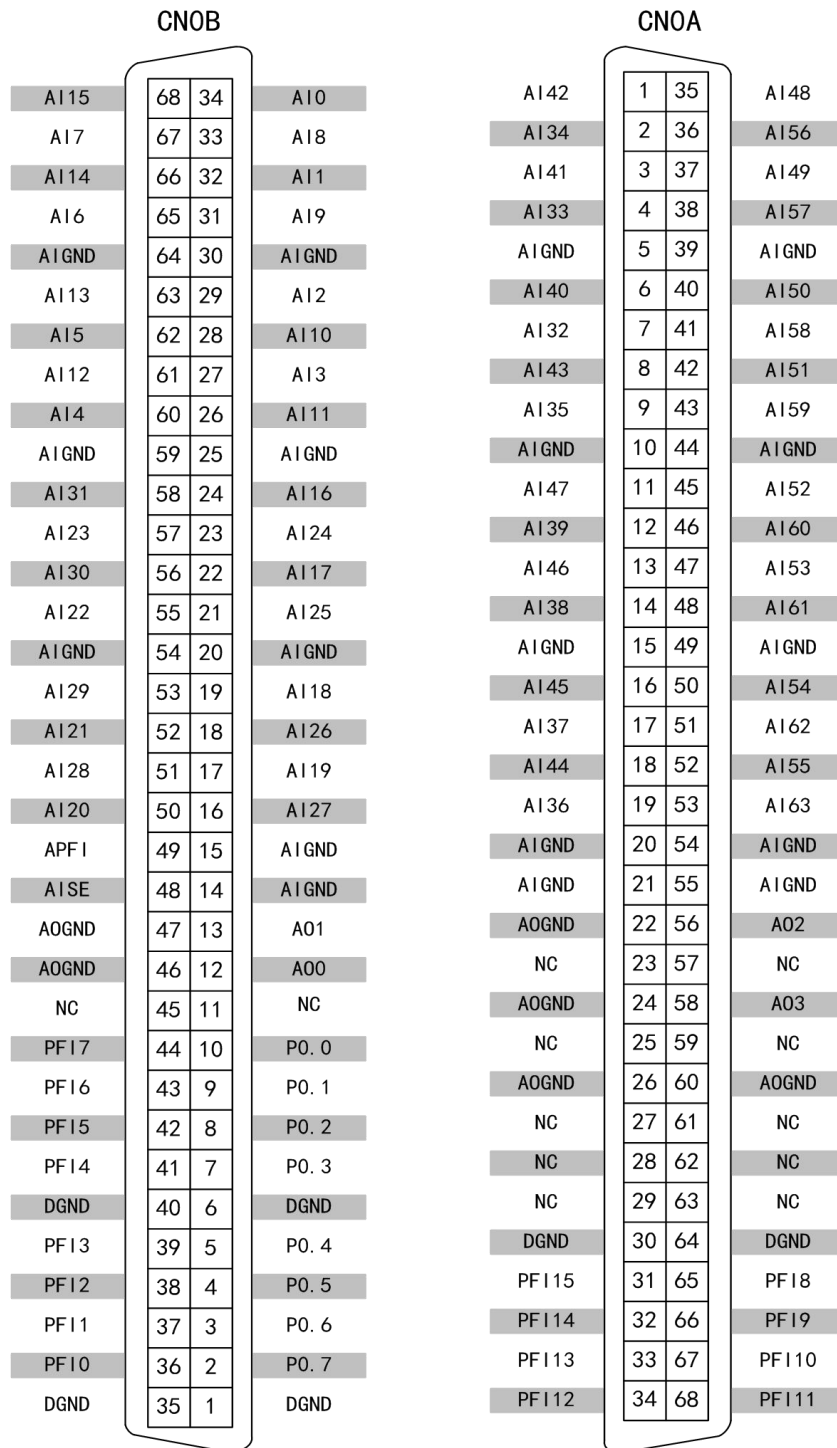 CN0B CN0A
AI15 68 34 AI0 AI42 1 35 AI48
AI7 67 33 AI8 AI34 2 36 AI56
AI14 66 32 AI1 AI41 3 37 AI49
AI6 65 31 AI9 AI33 4 38 AI57
AIGND 64 30 AIGND AIGND 5 39 AIGND
AI13 63 29 AI2 AI40 6 40 AI50
AI5 62 28 AI10 AI32 7 41 AI58
AI12 61 27 AI3 AI43 8 42 AI51
AI4 60 26 AI11 AI35 9 43 AI59
AIGND 59 25 AIGND AIGND 10 44 AIGND
AI31 58 24 AI16 AI47 11 45 AI52
AI23 57 23 AI24 AI39 12 46 AI60
AI30 56 22 AI17 AI46 13 47 AI53
AI22 55 21 AI25 AI38 14 48 AI61
AIGND 54 20 AIGND AIGND 15 49 AIGND
AI29 53 19 AI18 AI45 16 50 AI54
AI21 52 18 AI26 AI37 17 51 AI62
AI28 51 17 AI19 AI44 18 52 AI55
AI20 50 16 AI27 AI36 19 53 AI63
APFI 49 15 AIGND AIGND 20 54 AIGND
AISE 48 14 AIGND AIGND 21 55 AIGND
AOGND 47 13 AO1 AOGND 22 56 AO2
AOGND 46 12 AO0 NC 23 57 NC
NC 45 11 NC AOGND 24 58 AO3
PFI7 44 10 P0.0 NC 25 59 NC
PFI6 43 9 P0.1 AOGND 26 60 AOGND
PFI5 42 8 P0.2 NC 27 61 NC
PFI4 41 7 P0.3 NC 28 62 NC
DGND 40 6 DGND NC 29 63 NC
PFI3 39 5 P0.4 DGND 30 64 DGND
PFI2 38 4 P0.5 PFI15 31 65 PFI8
PFI1 37 3 P0.6 PFI14 32 66 PFI9
PFI0 36 2 P0.7 PFI13 33 67 PFI10
DGND 35 1 DGND PFI12 34 68 PFI11